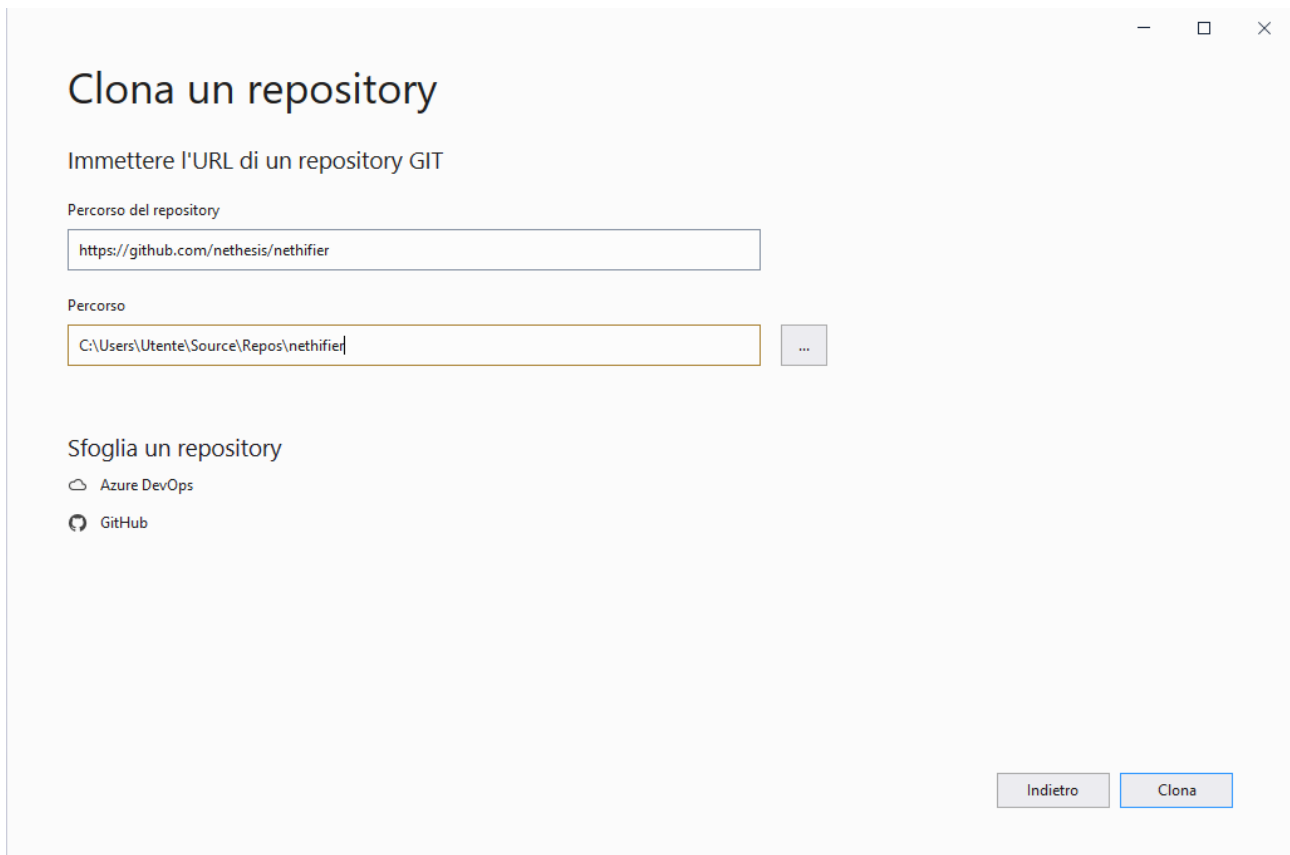 Clona un repository
Immettere l'URL di un repository GIT
Percorso del repository
https://github.com/nethesis/nethifier
Percorso
C:\Users\Utente\Source\Repos\nethifier
...
Sfoglia un repository
Azure DevOps
GitHub
Indietro
Clona